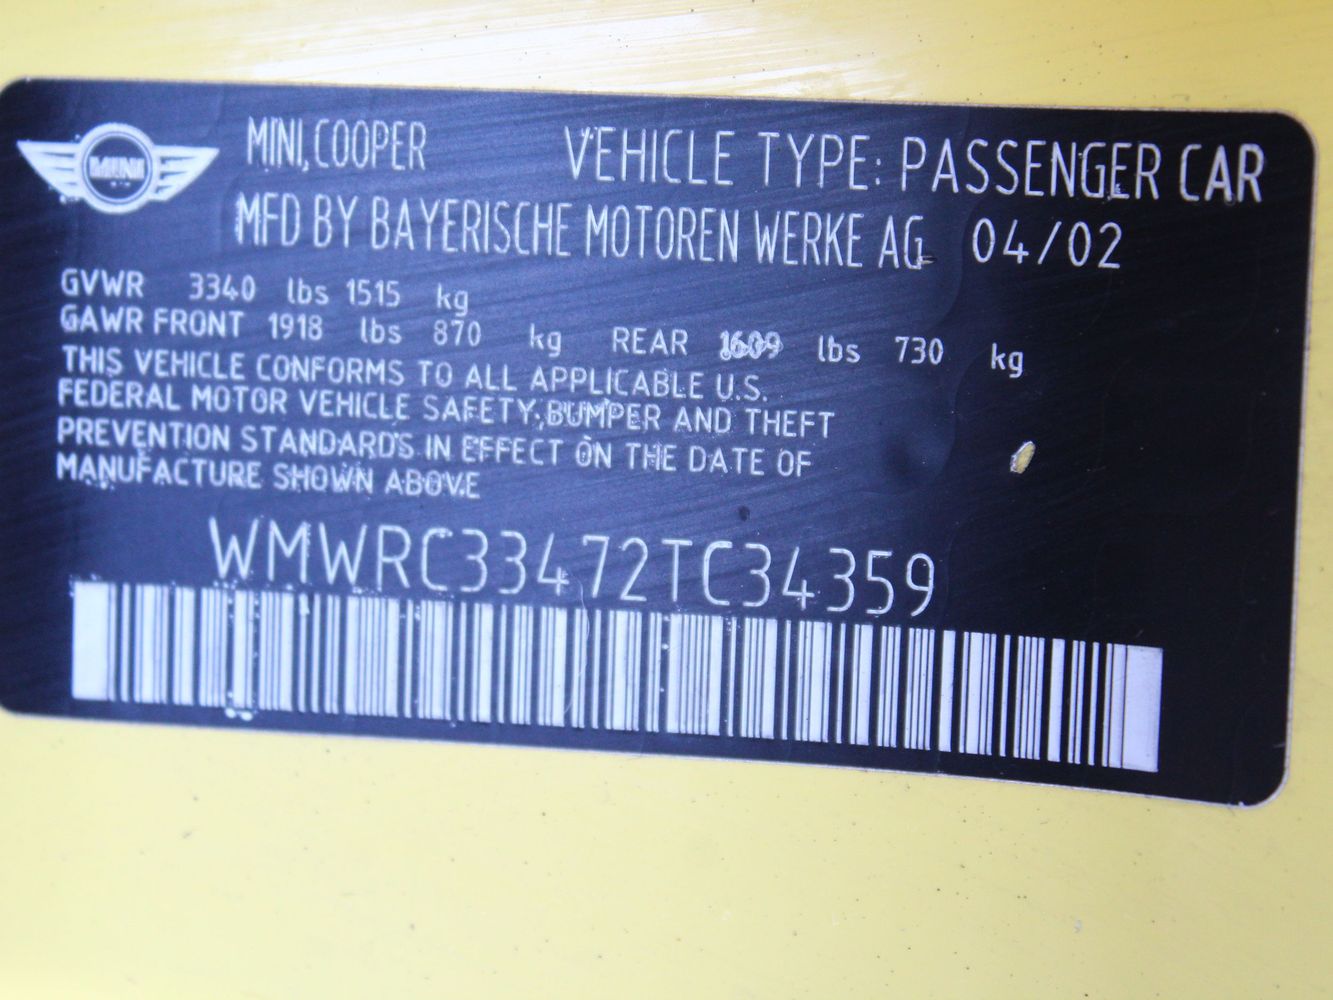 MINI
MINI,COOPER VEHICLE TYPE: PASSENGER CAR
MFD BY BAYERISCHE MOTOREN WERKE AG 04/02
GVWR 3340 lbs 1515 kg
GAWR FRONT 1918 lbs 870 kg REAR 1609 lbs 730 kg
THIS VEHICLE CONFORMS TO ALL APPLICABLE U.S.
FEDERAL MOTOR VEHICLE SAFETY,BUMPER AND THEFT
PREVENTION STANDARDS IN EFFECT ON THE DATE OF
MANUFACTURE SHOWN ABOVE
WMWRC33472TC34359